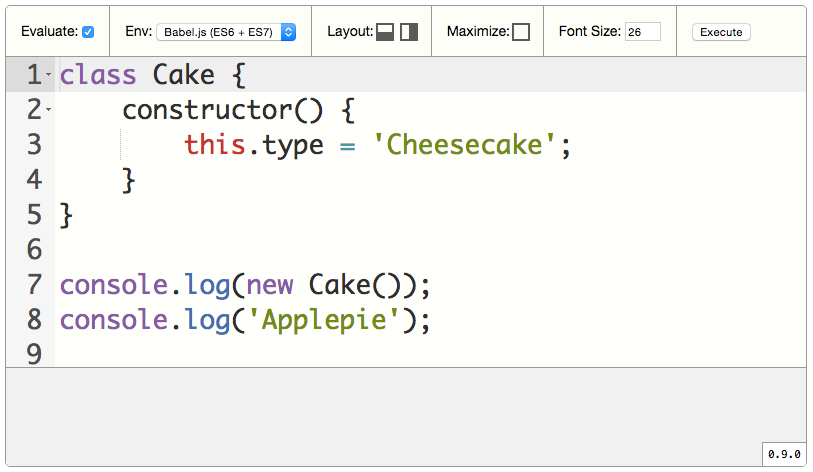 Evaluate: Env: Babel.js (ES6 + ES7) Layout: Maximize: Font Size: 26 Execute
1 class Cake {
2     constructor() {
3         this.type = 'Cheesecake';
4     }
5 }
6
7 console.log(new Cake());
8 console.log('Applepie');
9
0.9.0